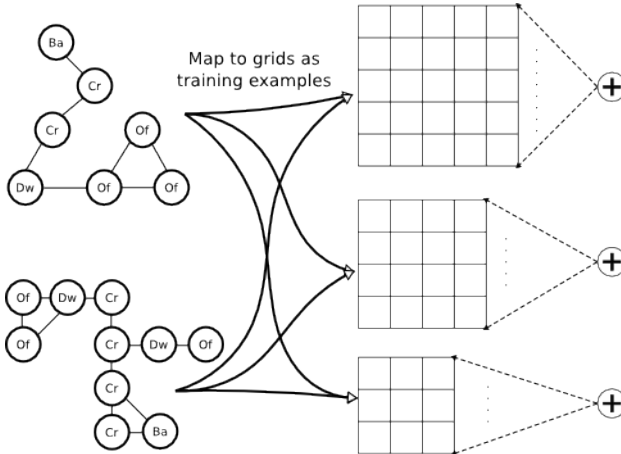 Ba
Map to grids as
training examples
Cr
Cr
Of
Dw
Of
Of
Of
Dw
Cr
Of
Cr
Dw
Of
Cr
Cr
Ba
+
+
+